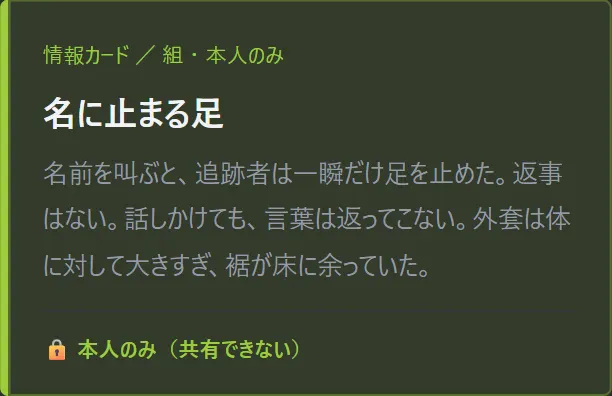 情報カード／組・本人のみ
名に止まる足
名前を叫ぶと、追跡者は一瞬だけ足を止めた。返事
はない。話しかけても、言葉は返ってこない。外套は体
に対して大きすぎ、裾が床に余っていた。
🔒 本人のみ（共有できない）